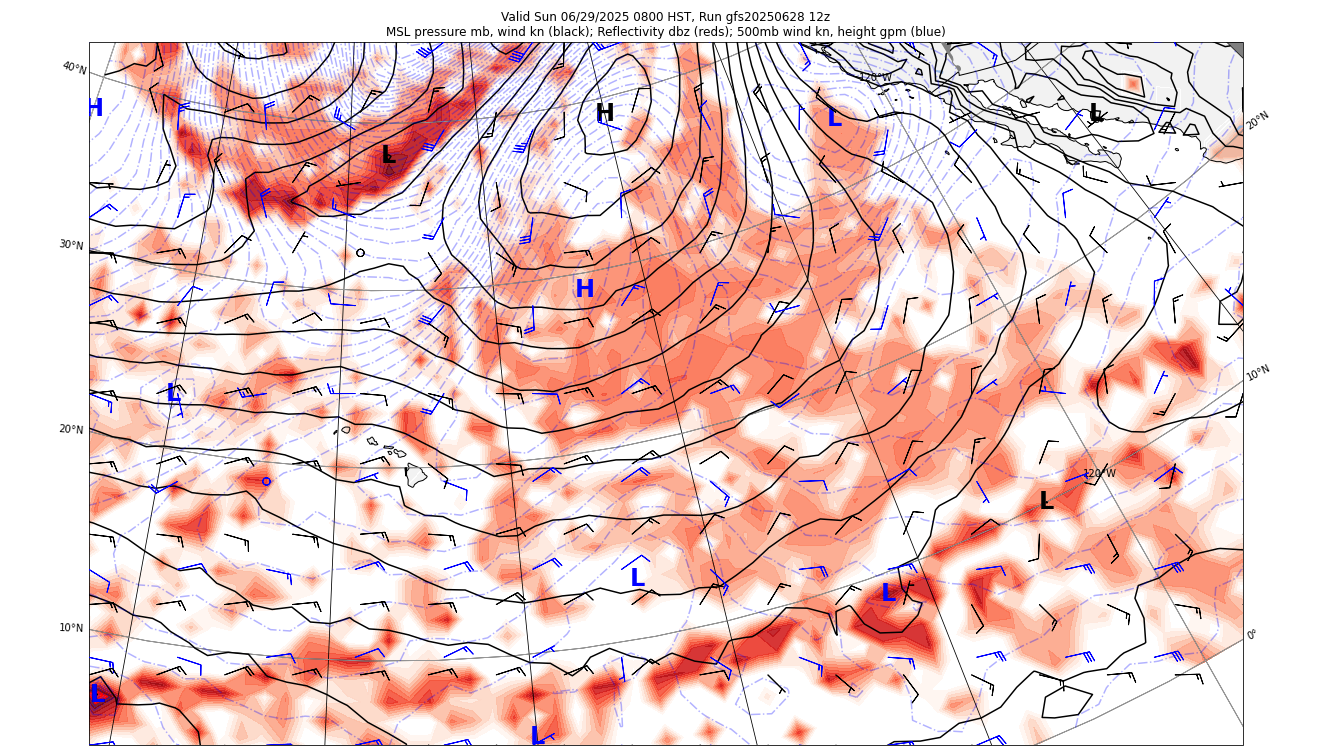 Valid Sun 06/29/2025 0800 HST, Run gfs20250628 12z
MSL pressure mb, wind kn (black); Reflectivity dbz (reds); 500mb wind kn, height gpm (blue)
40°N
120°W
H
H
L
L
20°N
L
30°N
H
10°N
L
20°N
120°W
L
L
L
10°N
0°
L
L